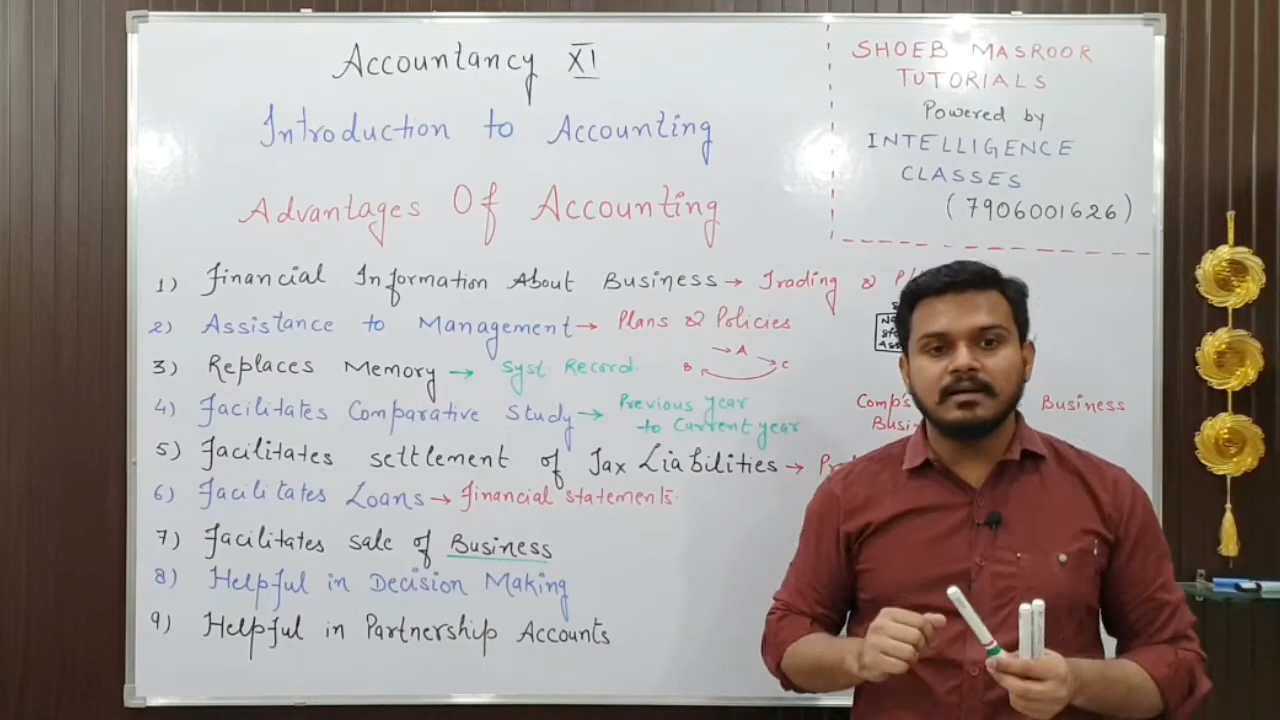 Accountancy XI
Introduction to Accounting
Advantages Of Accounting
SHOEB MASROOR
TUTORIALS
Powered by
INTELLIGENCE
CLASSES
(7906001626)
1) Financial Information About Business → Trading & P/
2) Assistance to Management → Plans & Policies
3) Replaces Memory → Syst Record.
→ A
B C
4) Facilitates Comparative Study → Previous year
to Current year
Comp's Business
Busi
5) Facilitates settlement of Tax Liabilities →
6) Facilitates Loans → Financial statements.
7) Facilitates sale of Business
8) Helpful in Decision Making
9) Helpful in Partnership Accounts